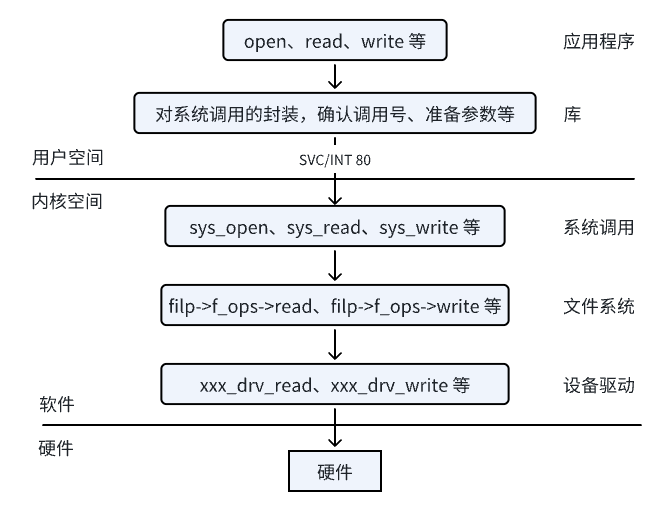 open、read、write 等
应用程序
对系统调用的封装，确认调用号、准备参数等
库
用户空间
SVC/INT 80
内核空间
sys_open、sys_read、sys_write 等
系统调用
filp->f_ops->read、filp->f_ops->write 等
文件系统
xxx_drv_read、xxx_drv_write 等
设备驱动
软件
硬件
硬件